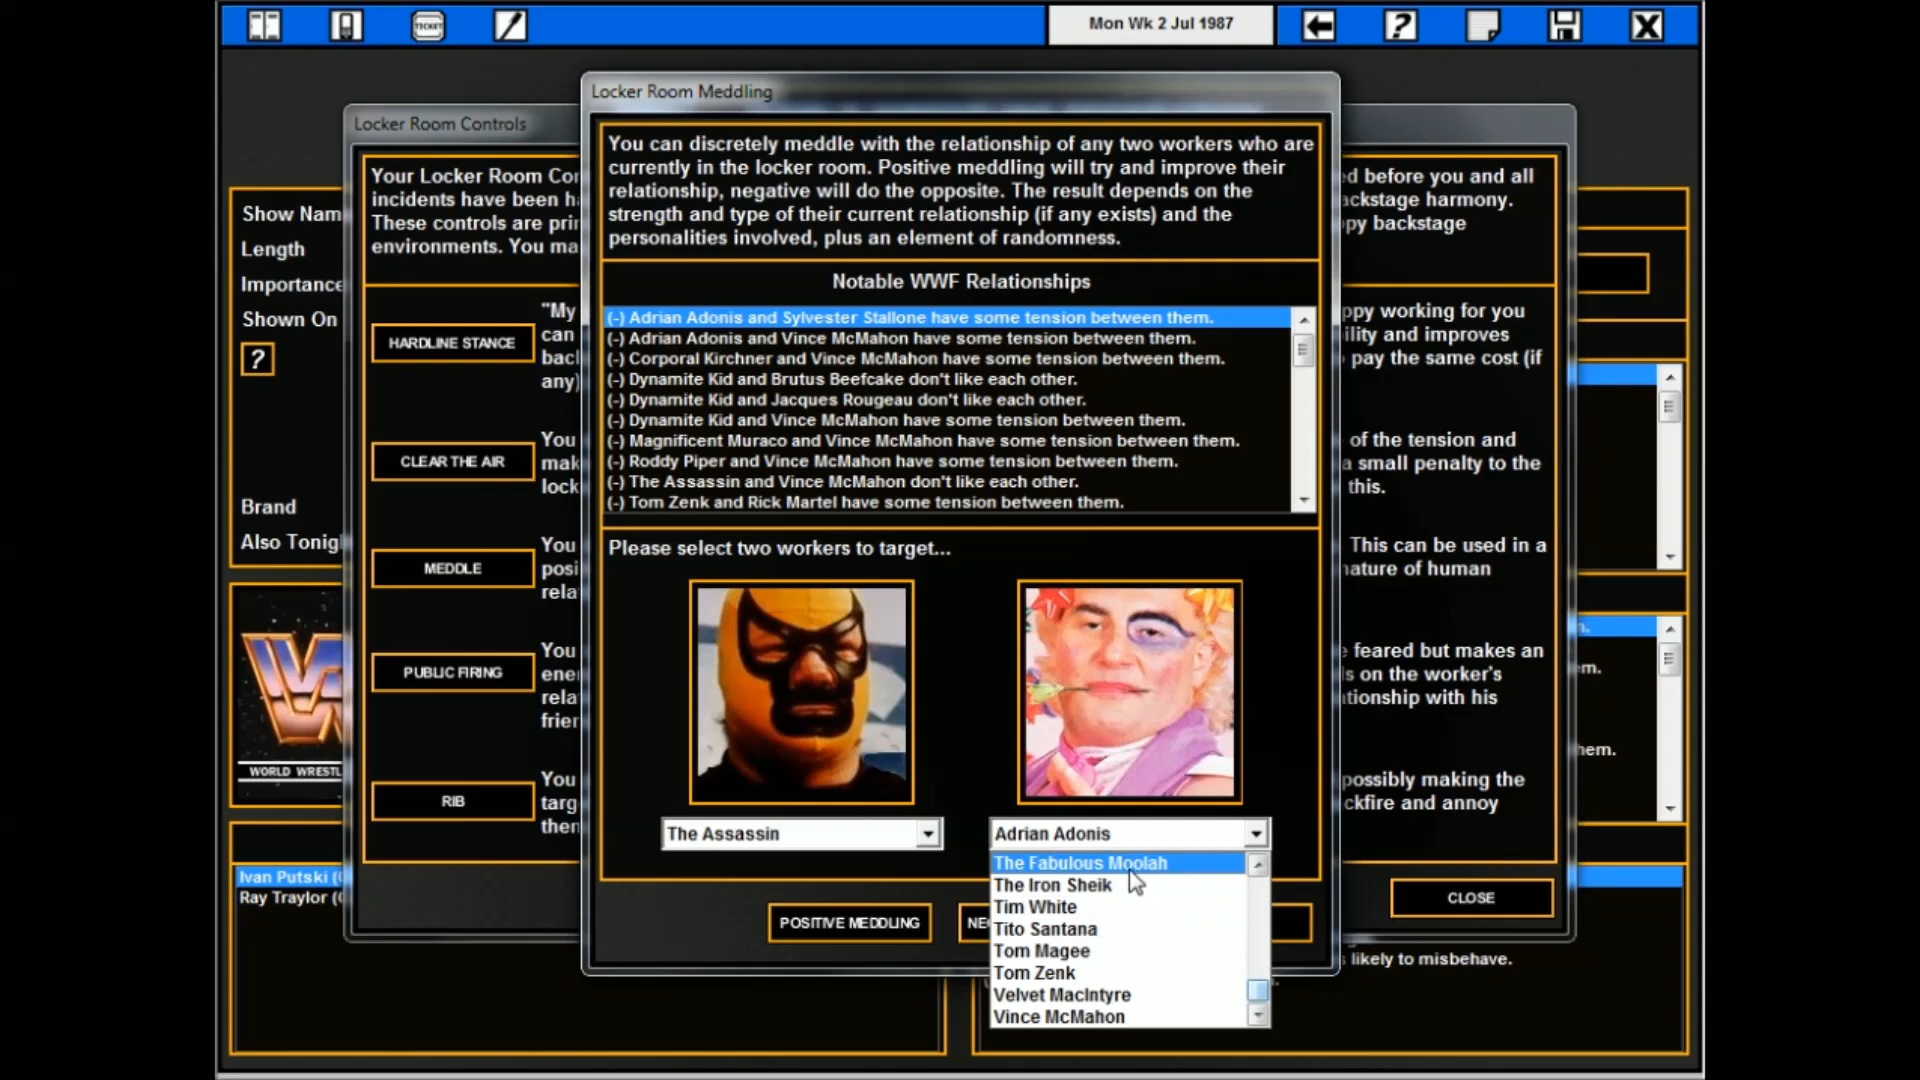 TICKET
Mon Wk 2 Jul 1987
?
Locker Room Meddling
Locker Room Controls
You can discretely meddle with the relationship of any two workers who are
currently in the locker room. Positive meddling will try and improve their
relationship, negative will do the opposite. The result depends on the
strength and type of their current relationship (if any exists) and the
personalities involved, plus an element of randomness.
Notable WWF Relationships
(-) Adrian Adonis and Sylvester Stallone have some tension between them.
(-) Adrian Adonis and Vince McMahon have some tension between them.
(-) Corporal Kirchner and Vince McMahon have some tension between them.
(-) Dynamite Kid and Brutus Beefcake don't like each other.
(-) Dynamite Kid and Jacques Rougeau don't like each other.
(-) Dynamite Kid and Vince McMahon have some tension between them.
(-) Magnificent Muraco and Vince McMahon have some tension between them.
(-) Roddy Piper and Vince McMahon have some tension between them.
(-) The Assassin and Vince McMahon don't like each other.
(-) Tom Zenk and Rick Martel have some tension between them.
Please select two workers to target...
The Assassin
Adrian Adonis
The Fabulous Moolah
The Iron Sheik
Tim White
Tito Santana
Tom Magee
Tom Zenk
Velvet MacIntyre
Vince McMahon
POSITIVE MEDDLING
Your Locker Room
incidents have been
These controls are
environments. You
HARDLINE STANCE
"My
can
any)
CLEAR THE AIR
You
lock
MEDDLE
You
PUBLIC FIRING
You
RIB
You
before you and all
backstage harmony.
backstage
working for you
and improves
pay the same cost (if
of the tension and
a small penalty to the
this.
This can be used in a
nature of human
feared but makes an
on the worker's
with his
possibly making the
and annoy
CLOSE
likely to misbehave.
Show
Length
Importance
Shown On
?
Brand
Also
WORLD
Ivan Putski
Ray Traylor